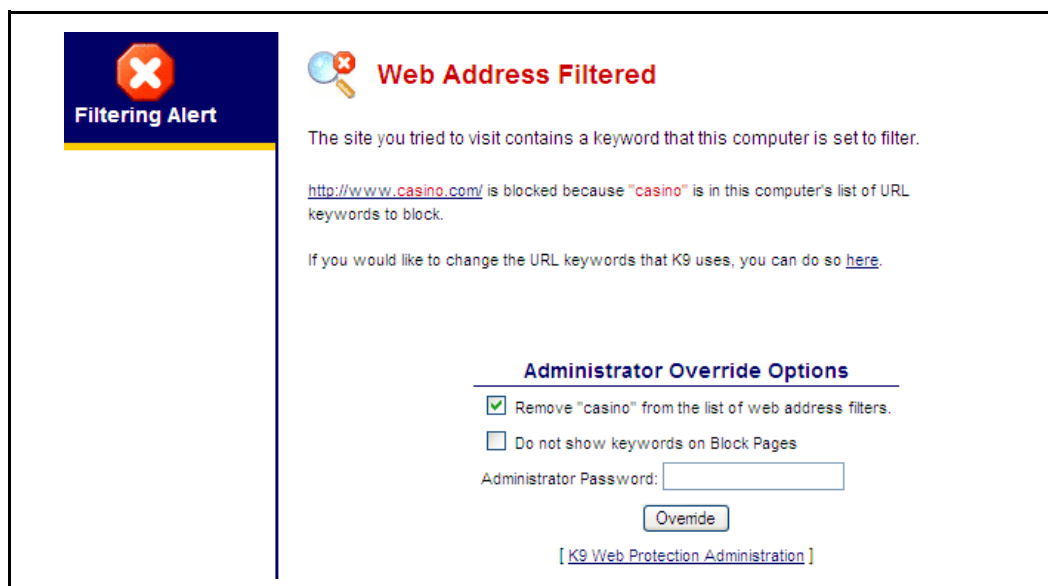 Filtering Alert
Web Address Filtered
The site you tried to visit contains a keyword that this computer is set to filter.
http://www.casino.com/ is blocked because "casino" is in this computer's list of URL
keywords to block.
If you would like to change the URL keywords that K9 uses, you can do so here.
Administrator Override Options
Remove "casino" from the list of web address filters.
Do not show keywords on Block Pages
Administrator Password:
Override
[ K9 Web Protection Administration ]